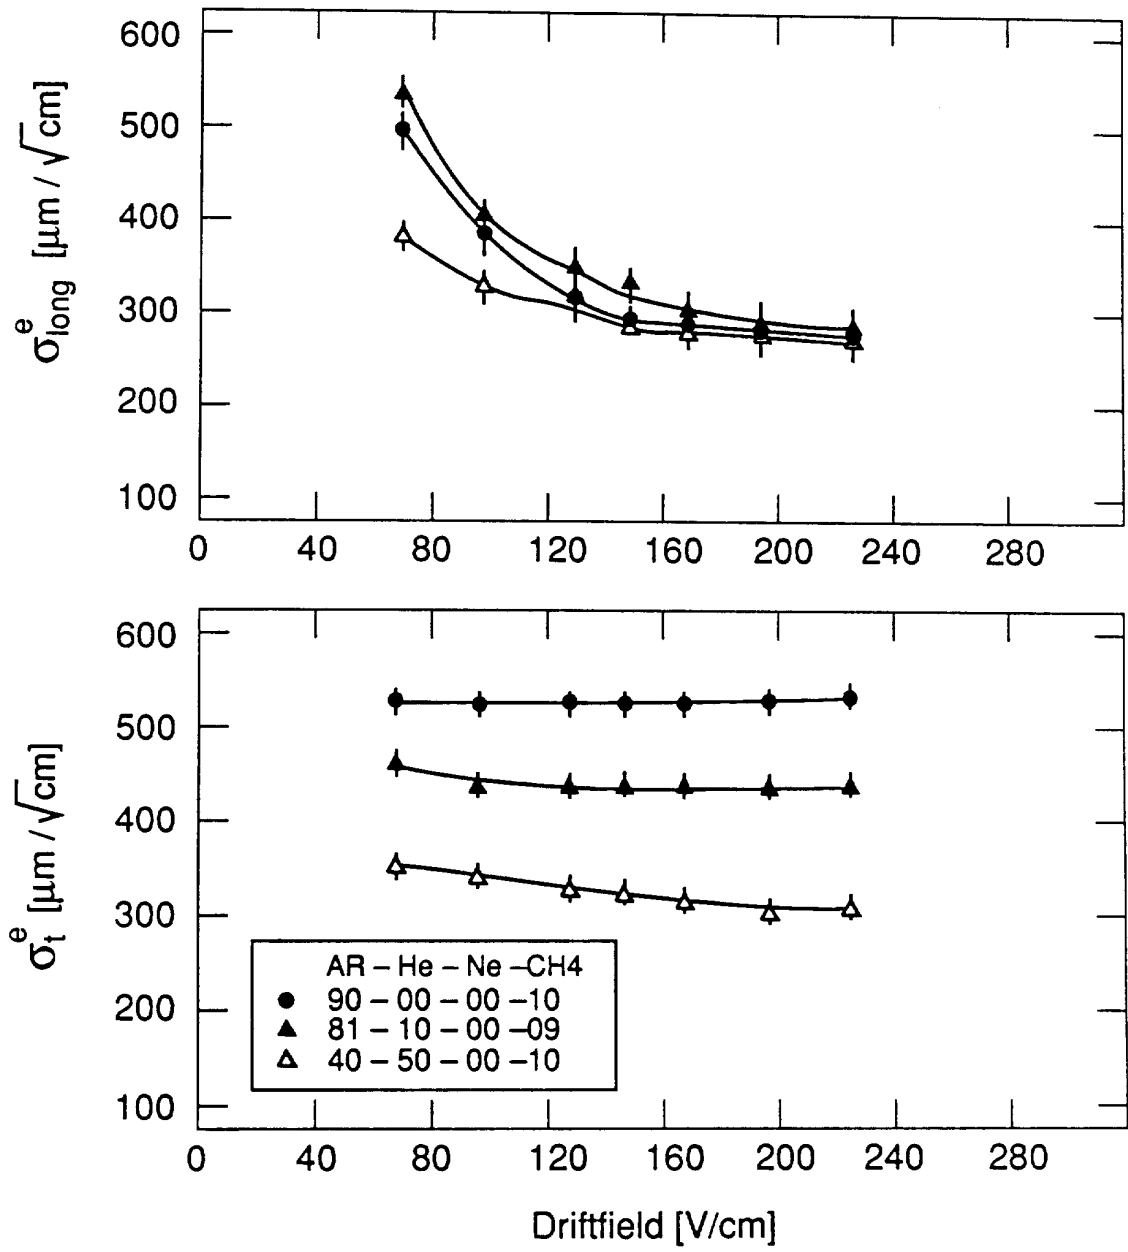 600
500
400
300
200
100
σ^e_long [μm / √cm]
0 40 80 120 160 200 240 280
600
500
400
300
200
100
σ^e_t [μm / √cm]
AR – He – Ne –CH4
90 – 00 – 00 –10
81 – 10 – 00 –09
40 – 50 – 00 –10
0 40 80 120 160 200 240 280
Driftfield [V/cm]